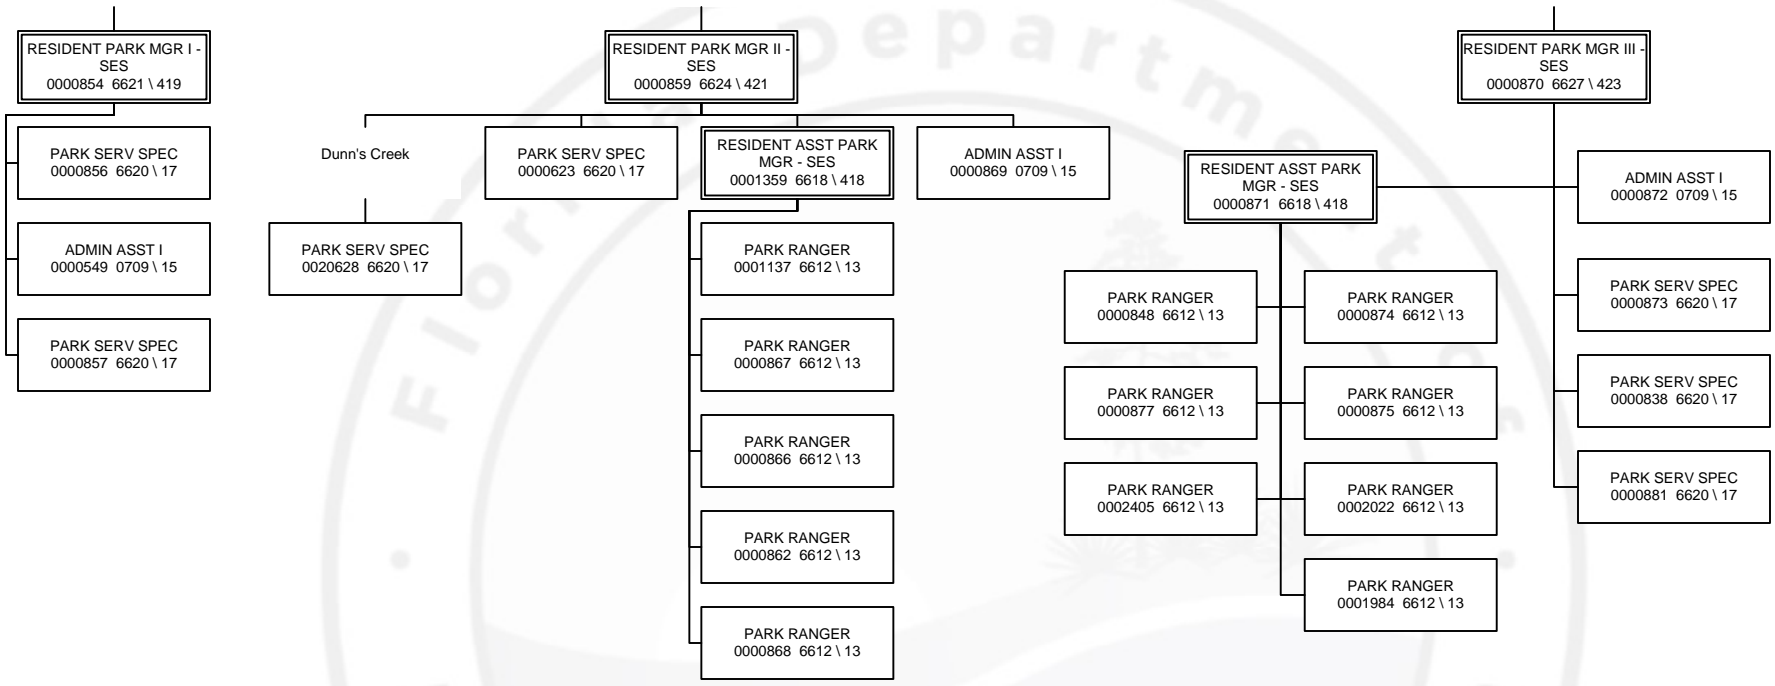 RESIDENT PARK MGR I -
SES
0000854 6621 \ 419
PARK SERV SPEC
0000856 6620 \ 17
ADMIN ASST I
0000549 0709 \ 15
PARK SERV SPEC
0000857 6620 \ 17
RESIDENT PARK MGR II -
SES
0000859 6624 \ 421
Dunn's Creek
PARK SERV SPEC
0020628 6620 \ 17
PARK SERV SPEC
0000623 6620 \ 17
RESIDENT ASST PARK
MGR - SES
0001359 6618 \ 418
PARK RANGER
0001137 6612 \ 13
PARK RANGER
0000867 6612 \ 13
PARK RANGER
0000866 6612 \ 13
PARK RANGER
0000862 6612 \ 13
PARK RANGER
0000868 6612 \ 13
ADMIN ASST I
0000869 0709 \ 15
RESIDENT PARK MGR III -
SES
0000870 6627 \ 423
RESIDENT ASST PARK
MGR - SES
0000871 6618 \ 418
PARK RANGER
0000848 6612 \ 13
PARK RANGER
0000874 6612 \ 13
PARK RANGER
0000877 6612 \ 13
PARK RANGER
0000875 6612 \ 13
PARK RANGER
0002405 6612 \ 13
PARK RANGER
0002022 6612 \ 13
PARK RANGER
0001984 6612 \ 13
ADMIN ASST I
0000872 0709 \ 15
PARK SERV SPEC
0000873 6620 \ 17
PARK SERV SPEC
0000838 6620 \ 17
PARK SERV SPEC
0000881 6620 \ 17
Florida Department of